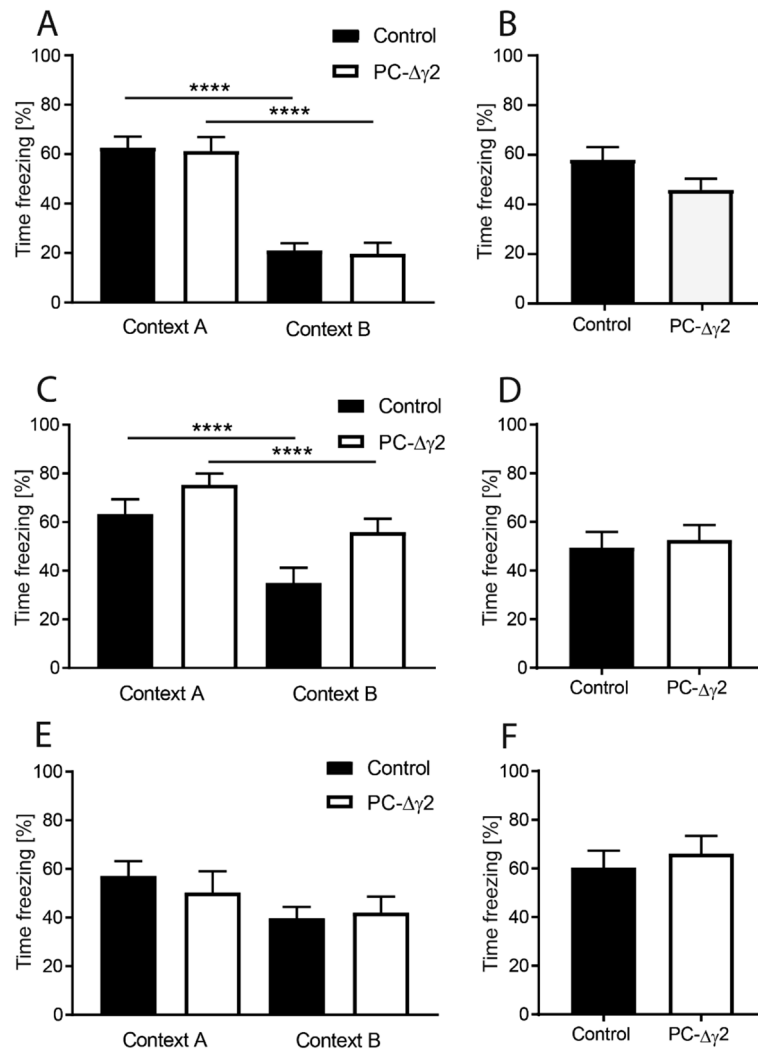 A
Control
PC-Δγ2
****
****
100
80
60
40
20
0
Time freezing [%]
Context A
Context B
B
100
80
60
40
20
0
Time freezing [%]
Control
PC-Δγ2
C
Control
PC-Δγ2
****
****
100
80
60
40
20
0
Time freezing [%]
Context A
Context B
D
100
80
60
40
20
0
Time freezing [%]
Control
PC-Δγ2
E
Control
PC-Δγ2
100
80
60
40
20
0
Time freezing [%]
Context A
Context B
F
100
80
60
40
20
0
Time freezing [%]
Control
PC-Δγ2